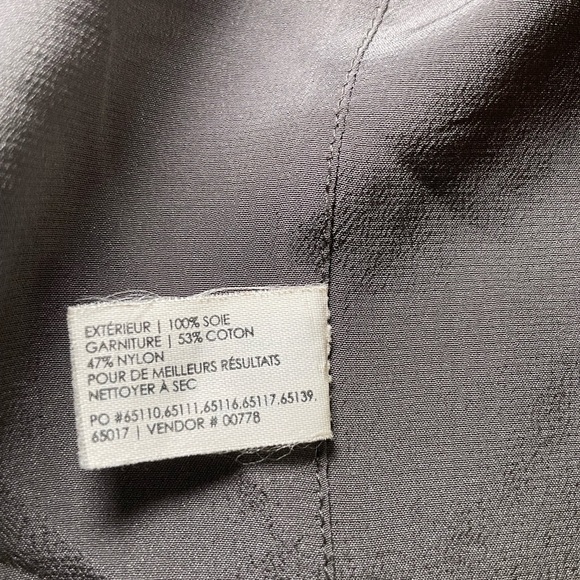 EXTÉRIEUR | 100% SOIE
GARNITURE | 53% COTON
47% NYLON
POUR DE MEILLEURS RÉSULTATS
NETTOYER À SEC
PO #65110,65111,65116,65117,65139,
65017 | VENDOR # 00778